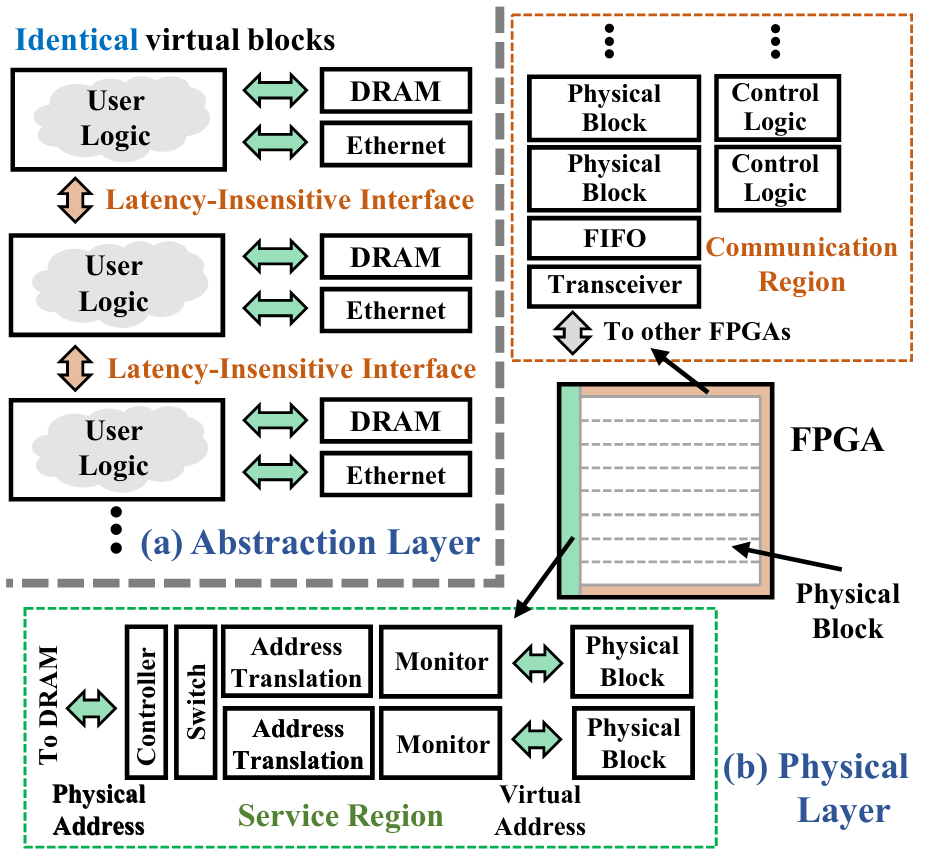 Identical virtual blocks
User
Logic
DRAM
Ethernet
Latency-Insensitive Interface
User
Logic
DRAM
Ethernet
Latency-Insensitive Interface
User
Logic
DRAM
Ethernet
(a) Abstraction Layer
Physical
Block
Control
Logic
Physical
Block
Control
Logic
FIFO
Transceiver
Communication
Region
To other FPGAs
FPGA
Physical
Block
To DRAM
Controller
Switch
Address
Translation
Monitor
Physical
Block
Address
Translation
Monitor
Physical
Block
Physical
Address
Service Region
Virtual
Address
(b) Physical
Layer